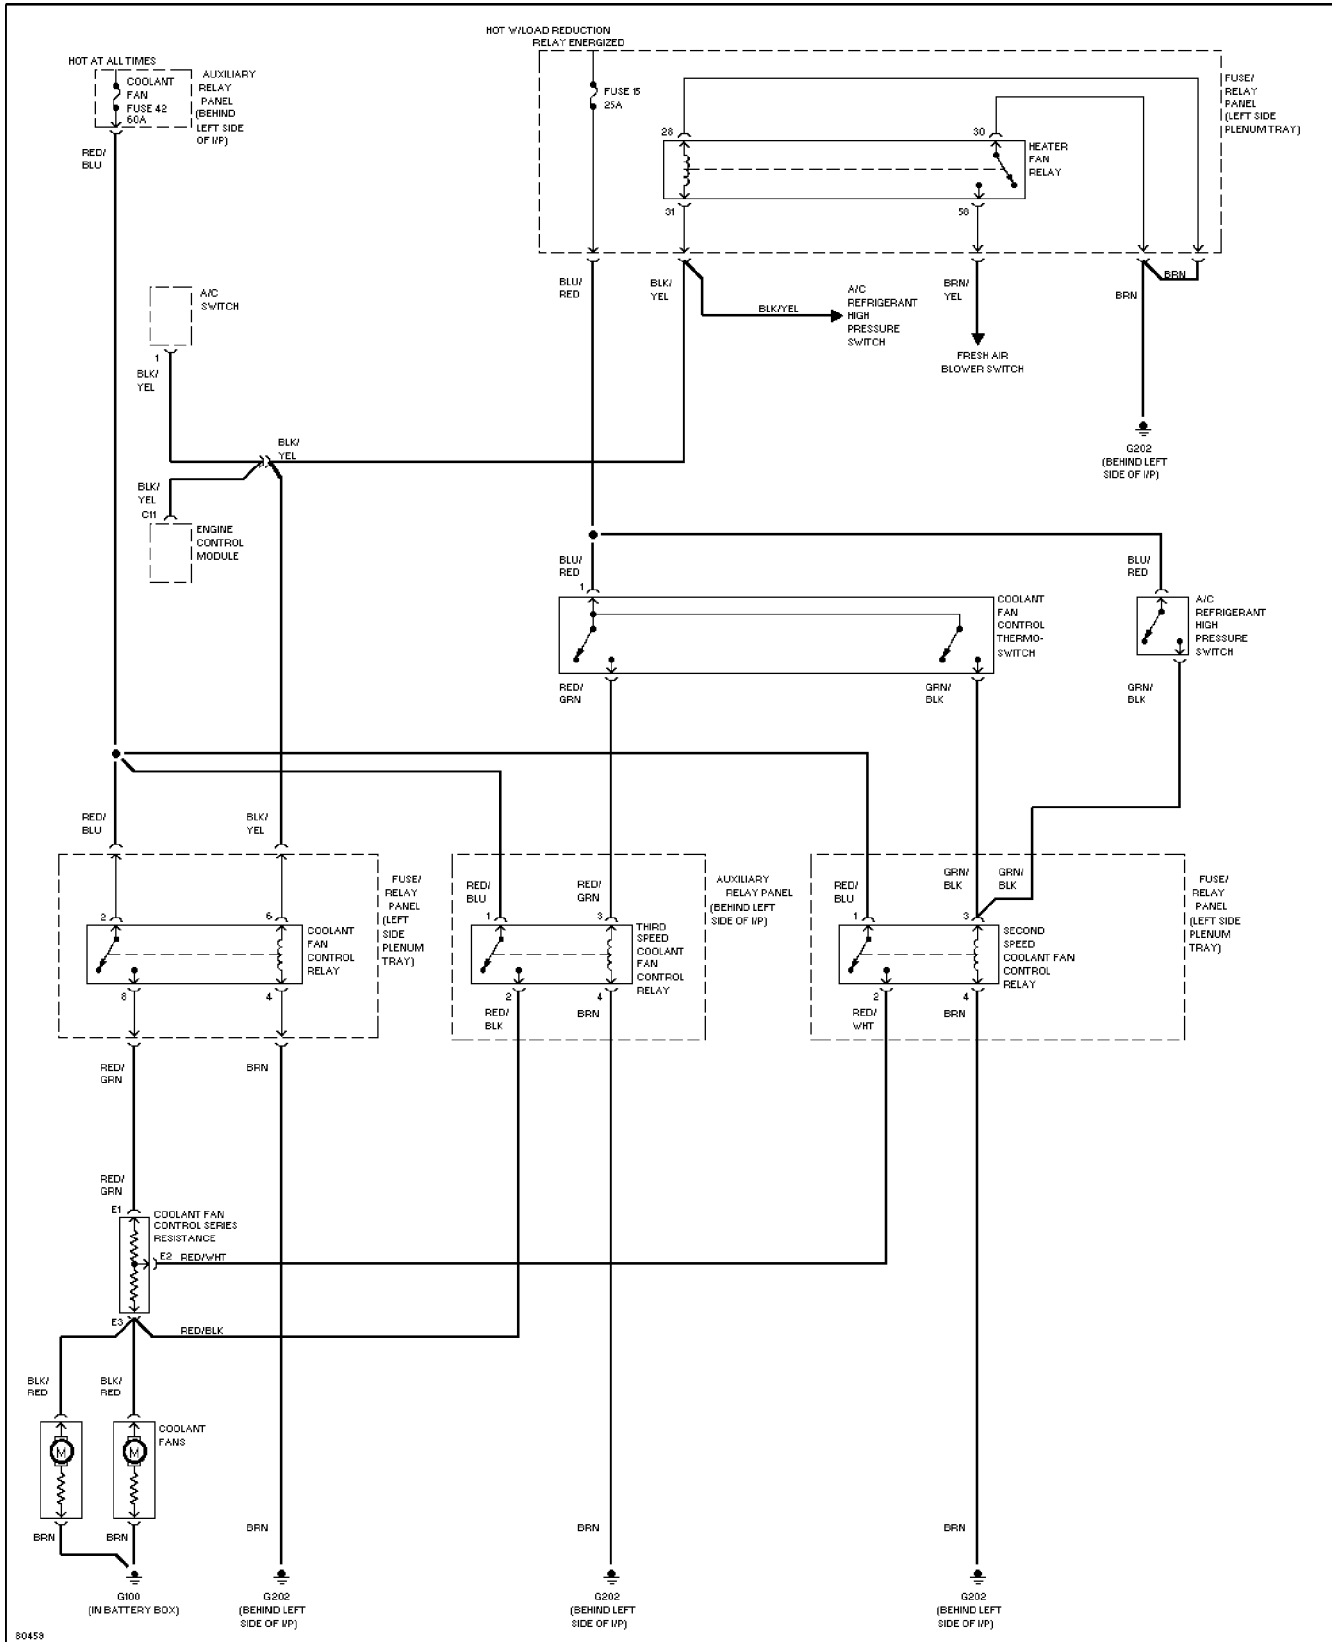 HOT W/LOAD REDUCTION
RELAY ENERGIZED
HOT AT ALL TIMES
COOLANT
FAN
FUSE 42
60A
AUXILIARY
RELAY
PANEL
(BEHIND
LEFT SIDE
OF I/P)
FUSE 15
25A
FUSE/
RELAY
PANEL
(LEFT SIDE
PLENUM TRAY)
28
30
HEATER
FAN
RELAY
31
58
RED/
BLU
BLU/
RED
BLK/
YEL
BLK/YEL
A/C
REFRIGERANT
HIGH
PRESSURE
SWITCH
BRN/
YEL
FRESH AIR
BLOWER SWITCH
BRN
BRN
G202
(BEHIND LEFT
SIDE OF I/P)
A/C
SWITCH
1
BLK/
YEL
BLK/
YEL
BLK/
YEL
C11
ENGINE
CONTROL
MODULE
BLU/
RED
1
COOLANT
FAN
CONTROL
THERMO-
SWITCH
BLU/
RED
A/C
REFRIGERANT
HIGH
PRESSURE
SWITCH
RED/
GRN
GRN/
BLK
GRN/
BLK
RED/
BLU
BLK/
YEL
FUSE/
RELAY
PANEL
(LEFT
SIDE
PLENUM
TRAY)
2
6
COOLANT
FAN
CONTROL
RELAY
8
4
RED/
BLU
RED/
GRN
AUXILIARY
RELAY PANEL
(BEHIND LEFT
SIDE OF I/P)
1
3
THIRD
SPEED
COOLANT
FAN
CONTROL
RELAY
2
4
RED/
BLK
BRN
RED/
BLU
GRN/
BLK
GRN/
BLK
FUSE/
RELAY
PANEL
(LEFT SIDE
PLENUM
TRAY)
1
3
SECOND
SPEED
COOLANT FAN
CONTROL
RELAY
2
4
RED/
WHT
BRN
RED/
GRN
BRN
RED/
GRN
E1
COOLANT FAN
CONTROL SERIES
RESISTANCE
E2
RED/WHT
E3
RED/BLK
BLK/
RED
BLK/
RED
COOLANT
FANS
M
M
BRN
BRN
BRN
BRN
BRN
G100
(IN BATTERY BOX)
G202
(BEHIND LEFT
SIDE OF I/P)
G202
(BEHIND LEFT
SIDE OF I/P)
G202
(BEHIND LEFT
SIDE OF I/P)
80459